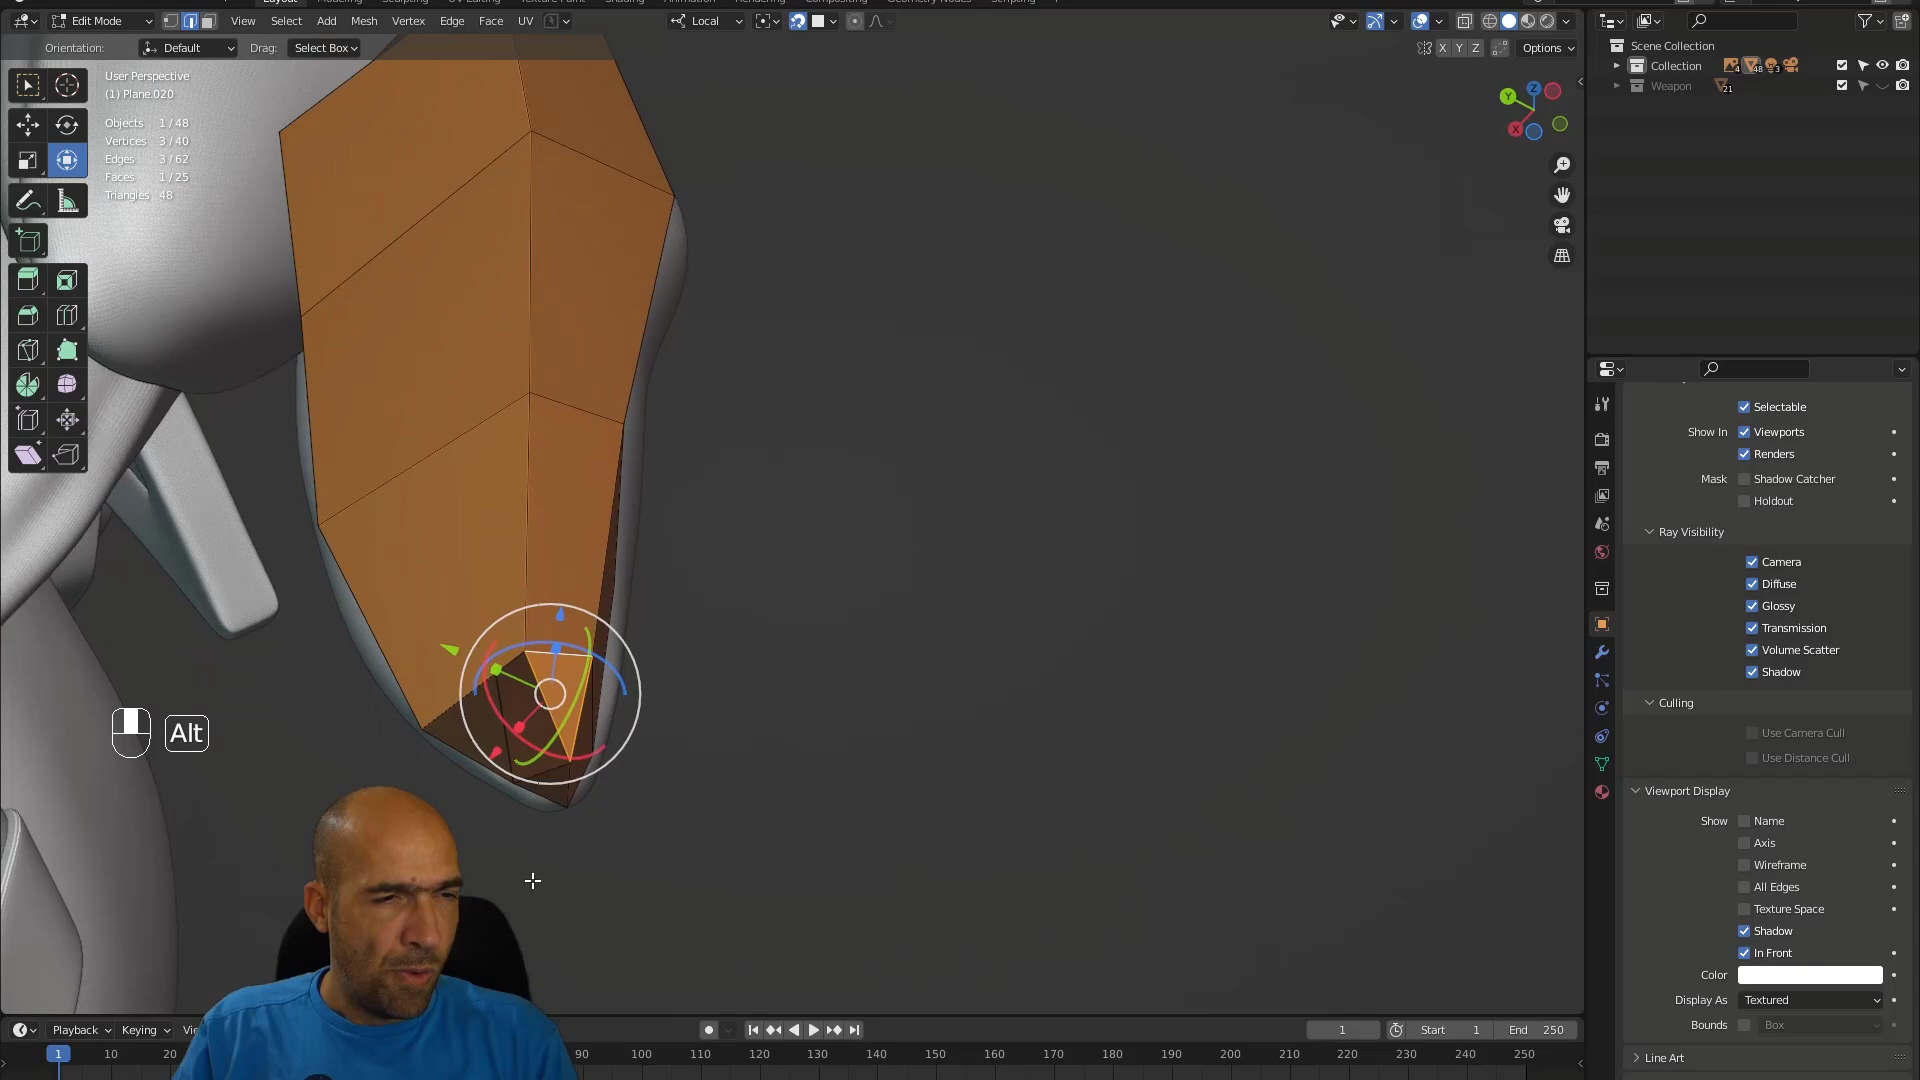 Layout
Edit Mode
View
Select
Add
Mesh
Vertex
Edge
Face
UV
Local
Orientation:
Default
Drag:
Select Box
X
Y
Z
Options
User Perspective
(1) Plane.020
Objects 1 / 48
Vertices 3 / 40
Edges 3 / 62
Faces 1 / 25
Triangles 48
Z
Y
X
Scene Collection
Collection
4
48
3
Weapon
21
Selectable
Show In
Viewports
Renders
Mask
Shadow Catcher
Holdout
Ray Visibility
Camera
Diffuse
Glossy
Transmission
Volume Scatter
Shadow
Culling
Use Camera Cull
Use Distance Cull
Viewport Display
Show
Name
Axis
Wireframe
All Edges
Texture Space
Shadow
In Front
Color
Display As
Textured
Bounds
Box
Line Art
Alt
Playback
Keying
1
Start 1
End 250
1
10
20
90
100
110
120
130
140
150
160
170
180
190
200
210
220
230
240
250